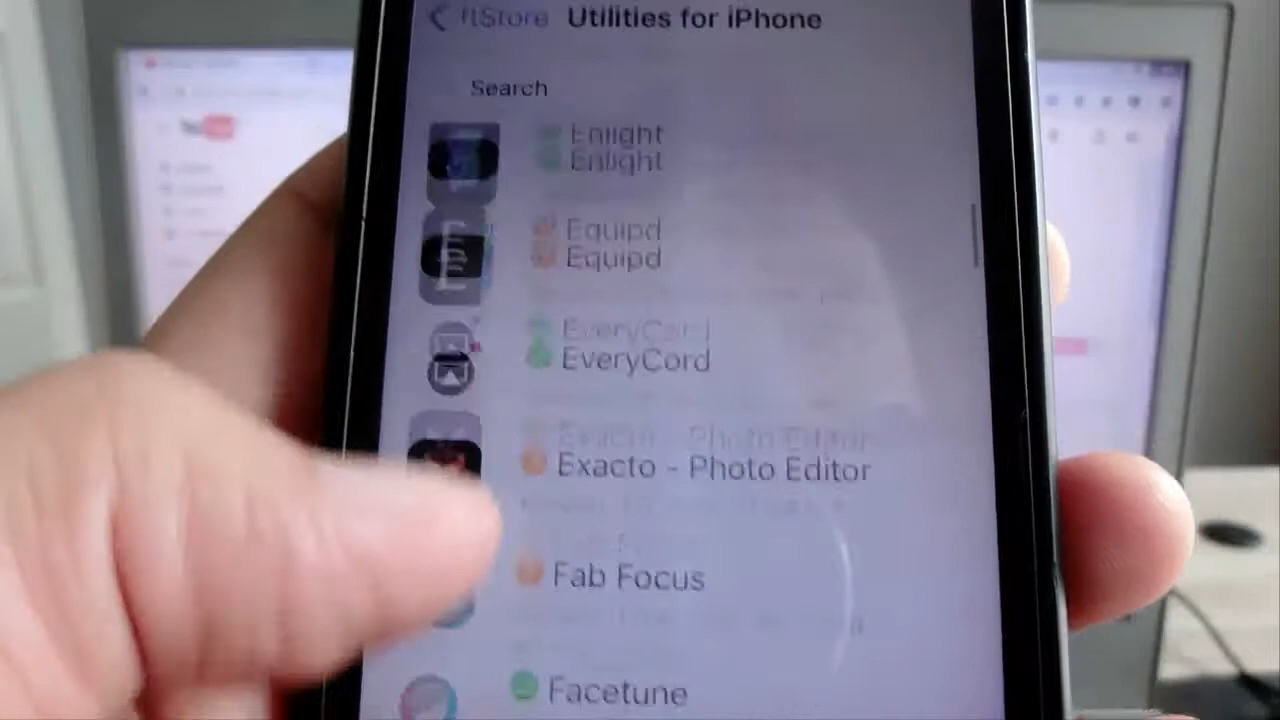 ftStore Utilities for iPhone
Search
Enlight
Enlight
Equipd
Equipd
EveryCord
EveryCord
Exacto - Photo Editor
Exacto - Photo Editor
Fab Focus
Facetune